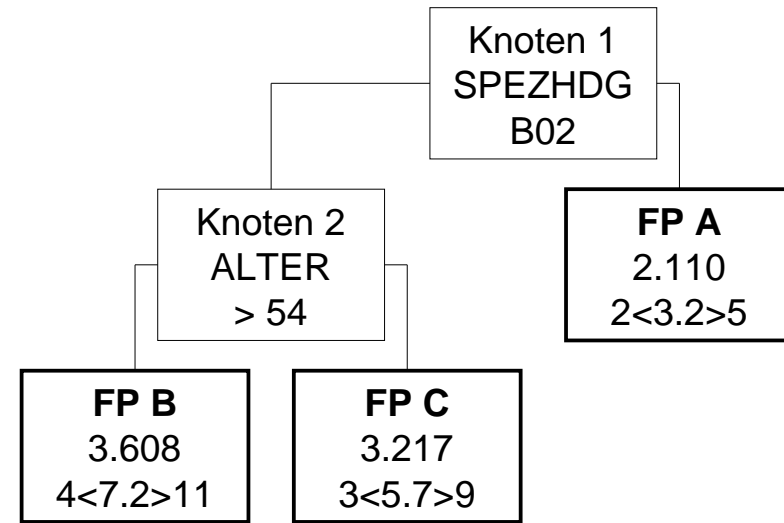 Knoten 1
SPEZHDG
B02
Knoten 2
ALTER
> 54
FP A
2.110
2<3.2>5
FP B
3.608
4<7.2>11
FP C
3.217
3<5.7>9